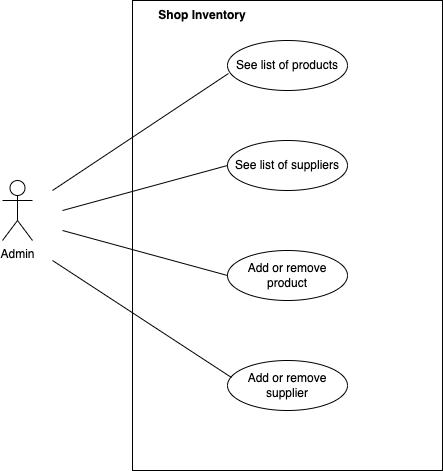 Shop Inventory
See list of products
See list of suppliers
Admin
Add or remove
product
Add or remove
supplier